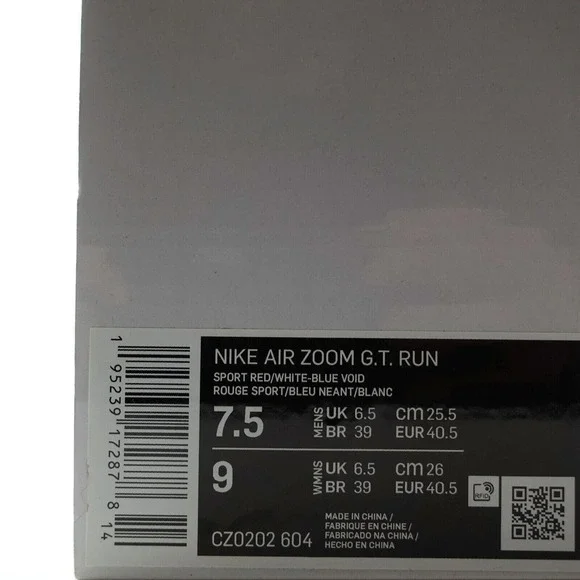 NIKE AIR ZOOM G.T. RUN
SPORT RED/WHITE-BLUE VOID
ROUGE SPORT/BLEU NEANT/BLANC
7.5 MENS UK 6.5 CM 25.5
BR 39 EUR 40.5
9 WMNS UK 6.5 CM 26
BR 39 EUR 40.5
CZ0202 604
MADE IN CHINA /
FABRIQUE EN CHINE /
FABRICADO NA CHINA /
HECHO EN CHINA
RFID
1 95239 17287 8 14